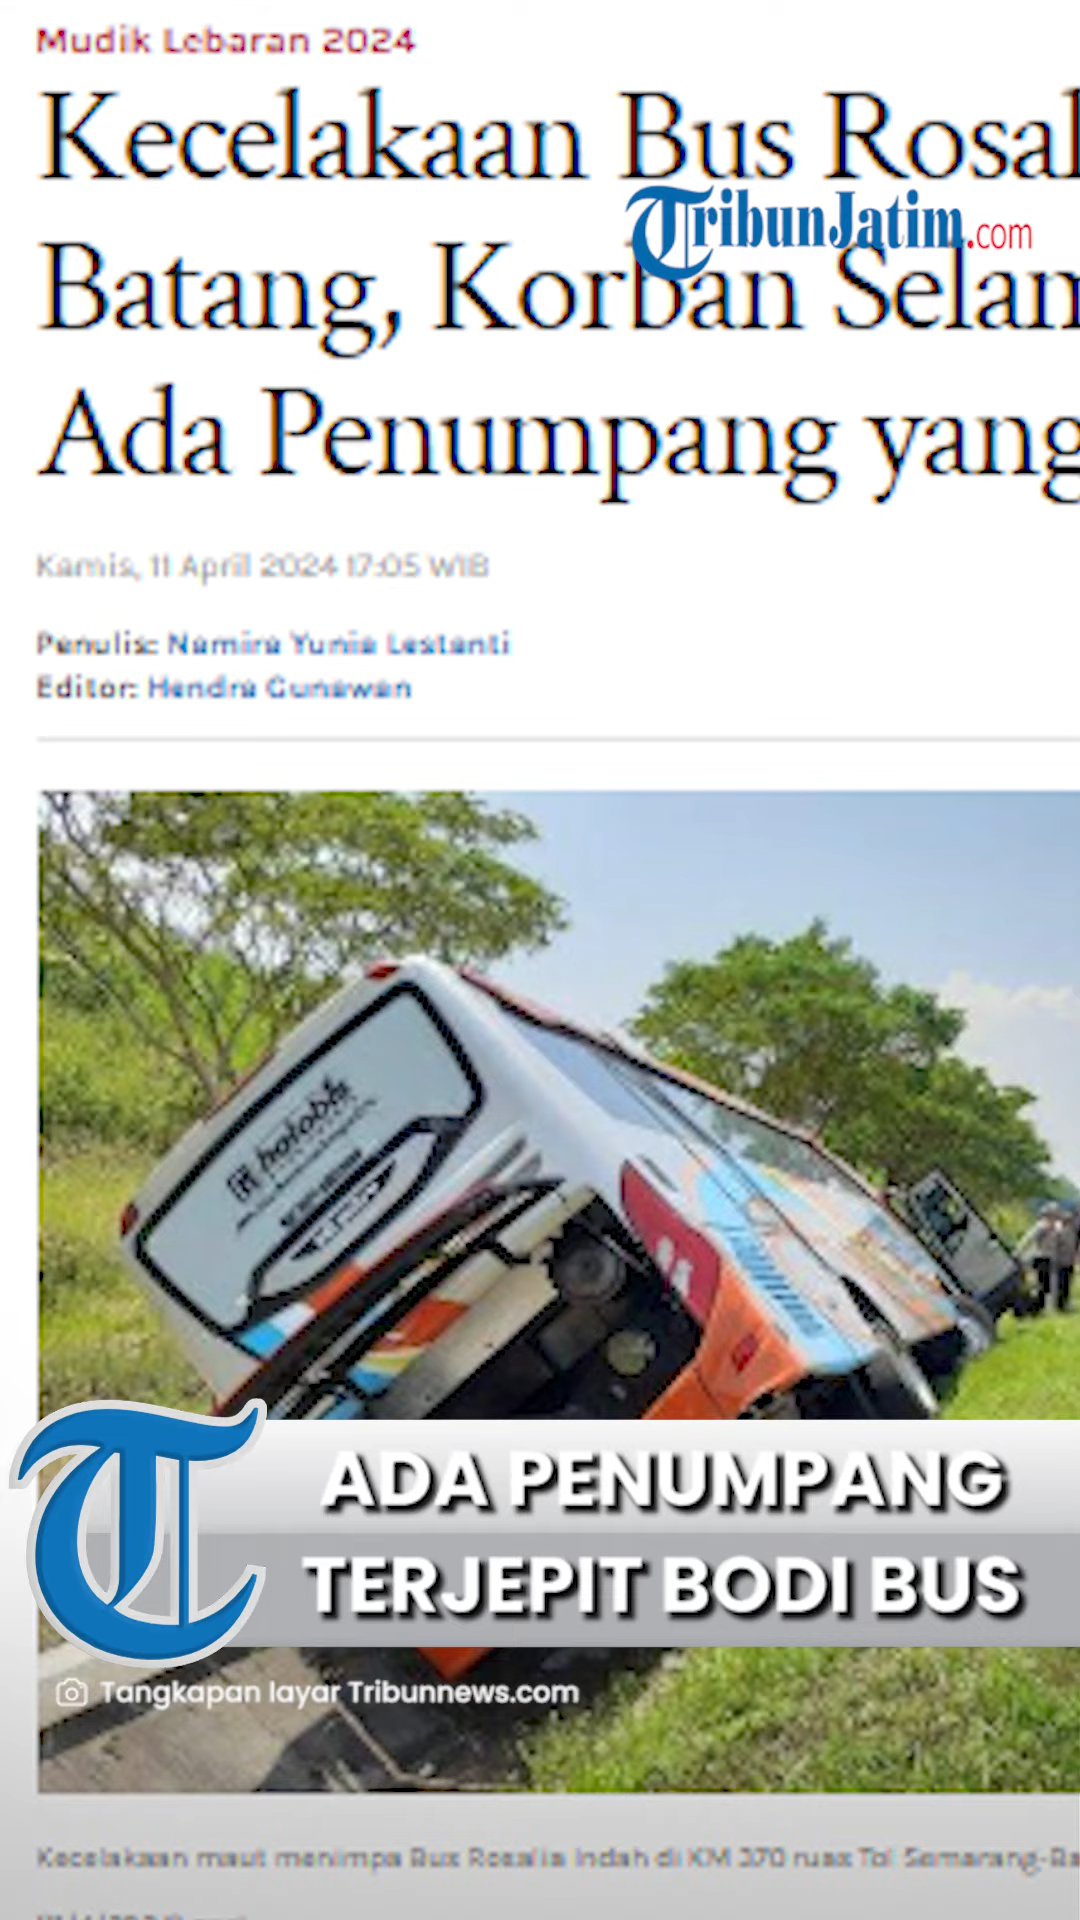 Mudik Lebaran 2024
Kecelakaan Bus Rosal
TribunJatim.com
Batang, Korban Selam
Ada Penumpang yang
Kamis, 11 April 2024 17:05 WIB
Penulis: Namira Yunia Lestanti
Editor: Hendra Gunawan
hotobox
ADA PENUMPANG
TERJEPIT BODI BUS
Tangkapan layar Tribunnews.com
Kecelakaan maut menimpa Bus Rosalia Indah di KM 370 ruas Tol Semarang-Ba